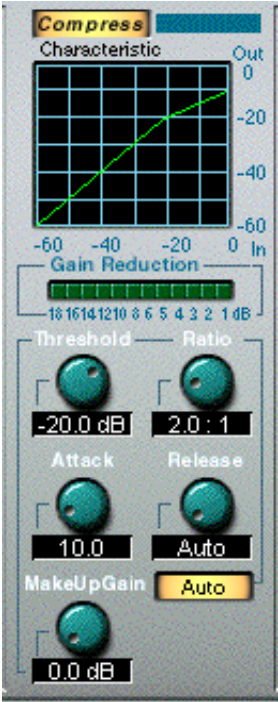 Compress
Characteristic Out
0
-20
-40
-60
-60 -40 -20 0 In
Gain Reduction
18 16 14 12 10 8 6 5 4 3 2 1 dB
Threshold Ratio
-20.0 dB 2.0 : 1
Attack Release
10.0 Auto
MakeUpGain Auto
0.0 dB